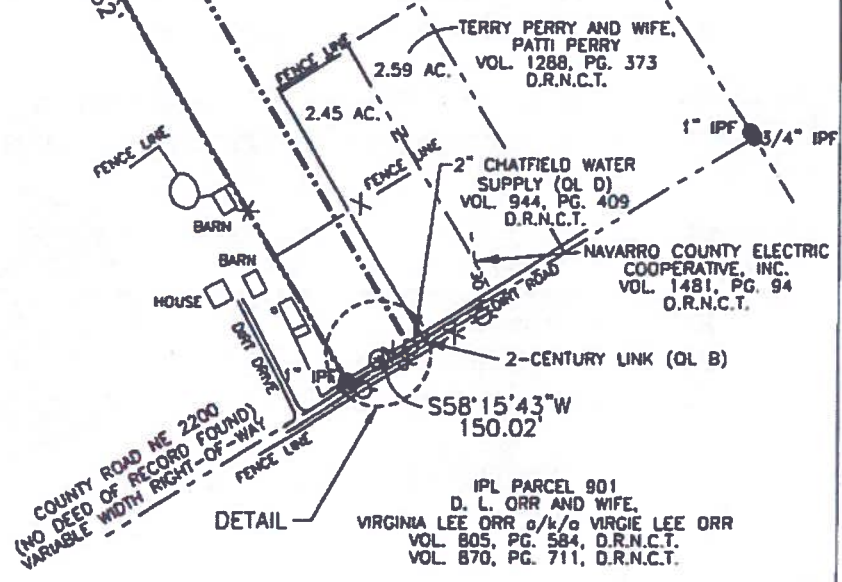 TERRY PERRY AND WIFE,
PATTI PERRY
VOL. 1288, PG. 373
D.R.N.C.T.
FENCE LINE
2.59 AC.
2.45 AC.
1" IPF
3/4" IPF
FENCE LINE
FENCE LINE
2" CHATFIELD WATER
SUPPLY (OL D)
VOL. 944, PG. 409
D.R.N.C.T.
BARN
BARN
HOUSE
NAVARRO COUNTY ELECTRIC
COOPERATIVE, INC.
VOL. 1481, PG. 94
D.R.N.C.T.
DIRT ROAD
DIRT DRIVE
1" IPF
2-CENTURY LINK (OL B)
S58°15'43"W
150.02'
COUNTY ROAD NE 2200
(NO DEED OF RECORD FOUND)
VARIABLE WIDTH RIGHT-OF-WAY
FENCE LINE
DETAIL
IPL PARCEL 901
D. L. ORR AND WIFE,
VIRGINIA LEE ORR a/k/a VIRGIE LEE ORR
VOL. 805, PG. 584, D.R.N.C.T.
VOL. 870, PG. 711, D.R.N.C.T.